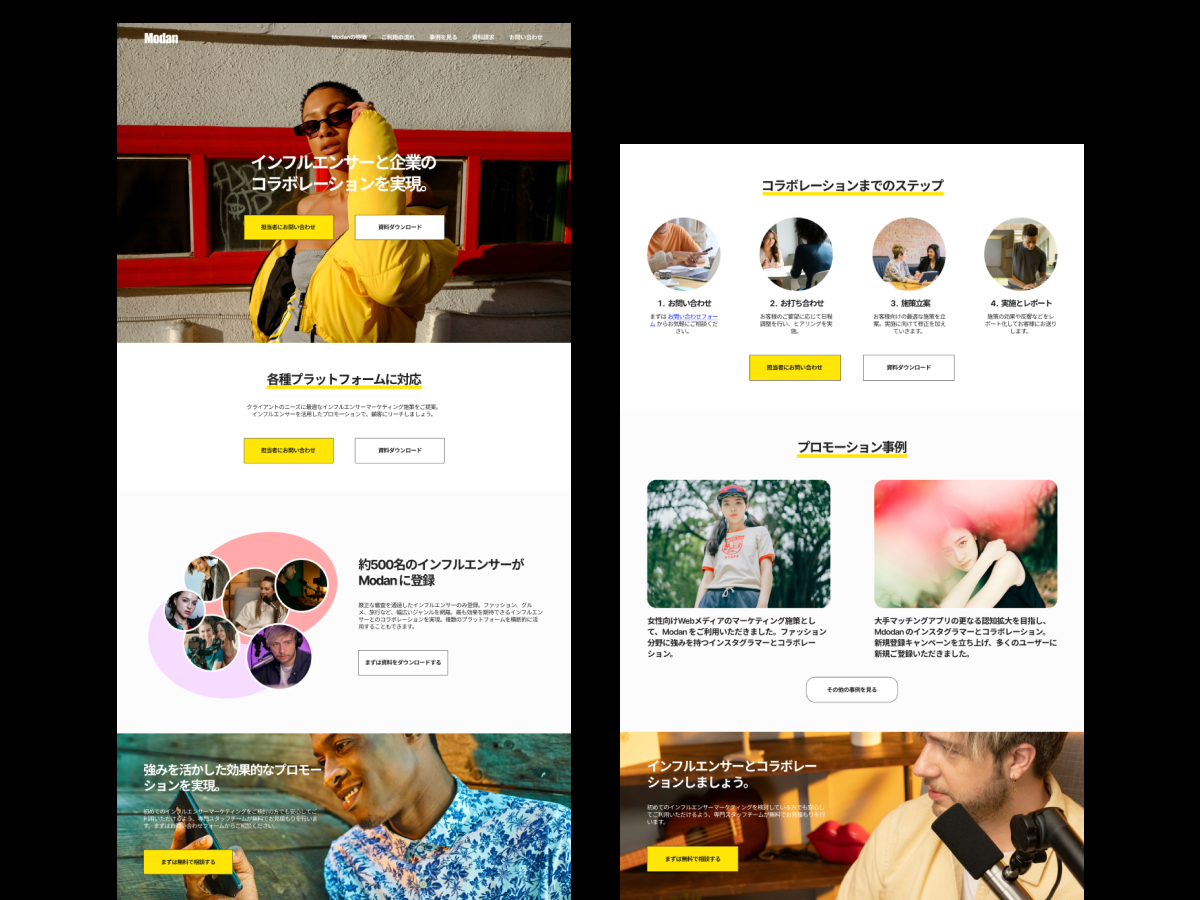 Modan
Modanの特徴
ご利用の流れ
事例を見る
資料請求
お問い合わせ
インフルエンサーと企業の
コラボレーションを実現。
担当者にお問い合わせ
資料ダウンロード
各種プラットフォームに対応
クライアントのニーズに最適なインフルエンサーマーケティング施策をご提案。
インフルエンサーを活用したプロモーションで、顧客にリーチしましょう。
担当者にお問い合わせ
資料ダウンロード
約500名のインフルエンサーが
Modan に登録
厳正な審査を通過したインフルエンサーのみ登録。ファッション、グル
メ、旅行など、幅広いジャンルを網羅。最も効果を期待できるインフルエン
サーとのコラボレーションを実現。複数のプラットフォームを横断的に活
用することもできます。
まずは資料をダウンロードする
強みを活かした効果的なプロモー
ションを実現。
初めてのインフルエンサーマーケティングをご検討の方でも安心してご
利用いただけるよう、専門スタッフチームが無料でお見積もりを行いま
す。まずはお問い合わせフォームからご相談ください。
まずは無料で相談する
コラボレーションまでのステップ
1. お問い合わせ
まずは お問い合わせフォー
ム からお気軽にご相談くだ
さい。
2. お打ち合わせ
お客様のご要望に応じて日程
調整を行い、ヒアリングを実
施。
3. 施策立案
お客様向けの最適な施策を立
案。実施に向けて修正を加え
ていきます。
4. 実施とレポート
施策の効果や反響などをレ
ポート化してお客様にお送り
します。
担当者にお問い合わせ
資料ダウンロード
プロモーション事例
女性向けWebメディアのマーケティング施策とし
て、Modan をご利用いただきました。ファッション
分野に強みを持つインスタグラマーとコラボレー
ション。
大手マッチングアプリの更なる認知拡大を目指し、
Mdodan のインスタグラマーとコラボレーション。
新規登録キャンペーンを立ち上げ、多くのユーザーに
新規ご登録いただきました。
その他の事例を見る
インフルエンサーとコラボレー
ションしましょう。
初めてのインフルエンサーマーケティングを検討している方でも安心し
てご利用いただけるよう、専門スタッフチームが無料でお見積もりを行
います。
まずは無料で相談する